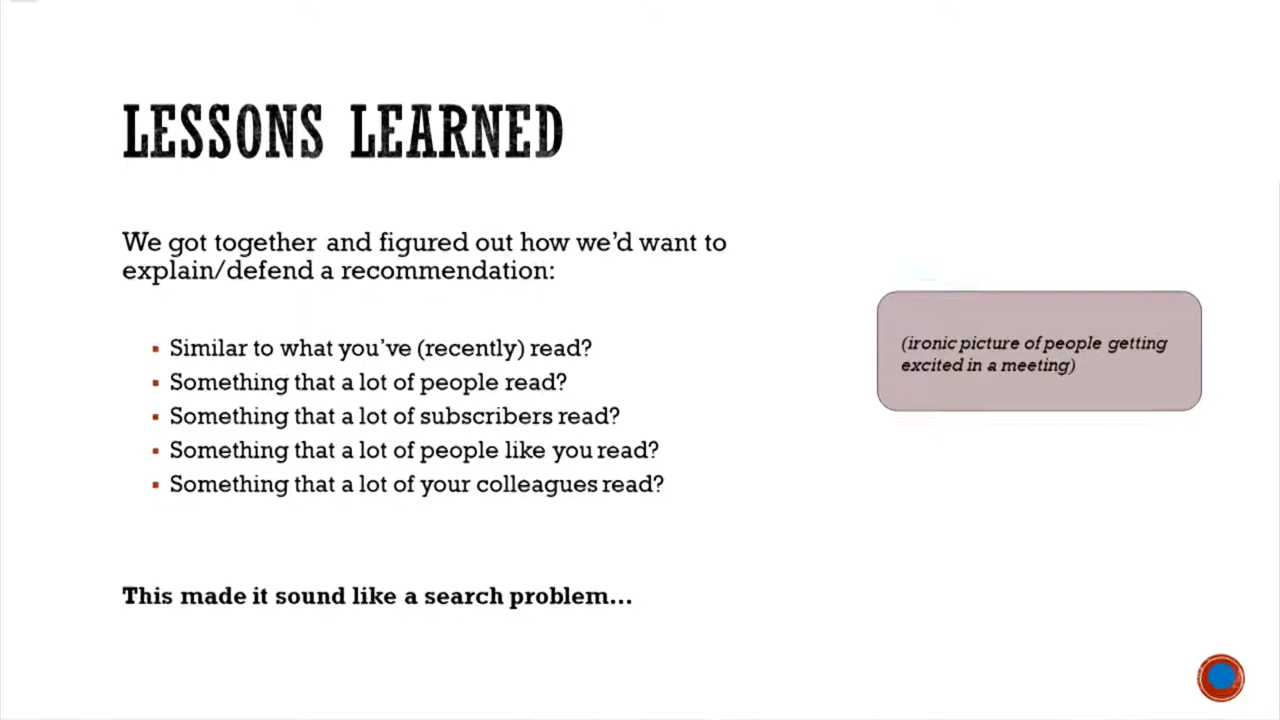 LESSONS LEARNED
We got together and figured out how we’d want to
explain/defend a recommendation:
▪ Similar to what you’ve (recently) read?
▪ Something that a lot of people read?
▪ Something that a lot of subscribers read?
▪ Something that a lot of people like you read?
▪ Something that a lot of your colleagues read?
(ironic picture of people getting
excited in a meeting)
This made it sound like a search problem…